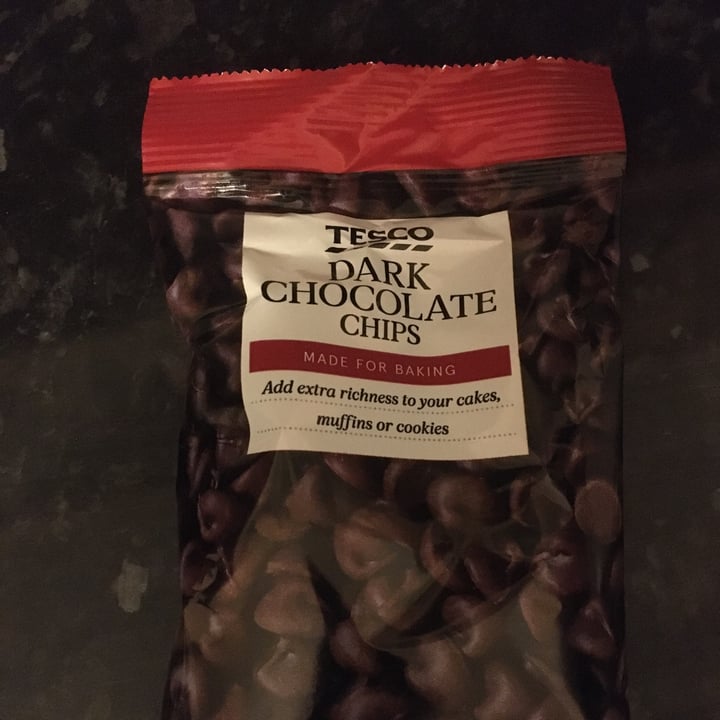 TESCO
DARK
CHOCOLATE
CHIPS
MADE FOR BAKING
Add extra richness to your cakes,
muffins or cookies